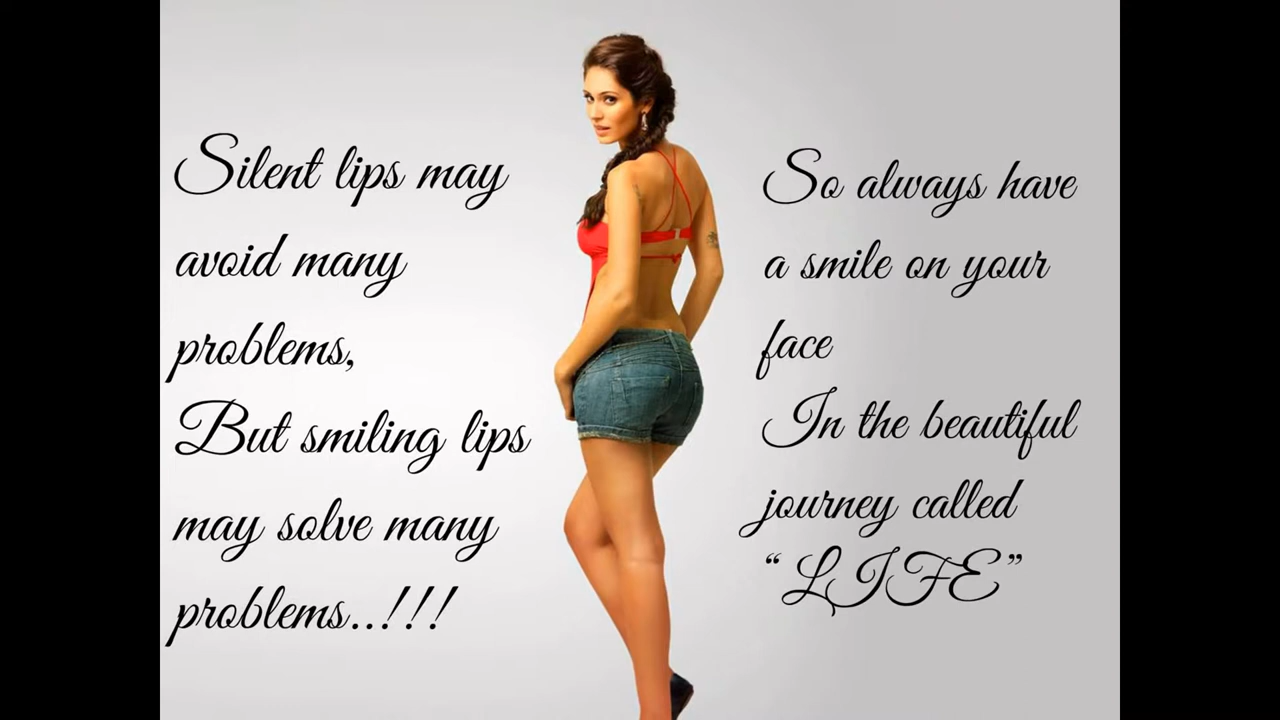 Silent lips may
avoid many
problems,
But smiling lips
may solve many
problems..!!!
So always have
a smile on your
face
In the beautiful
journey called
“LIFE”